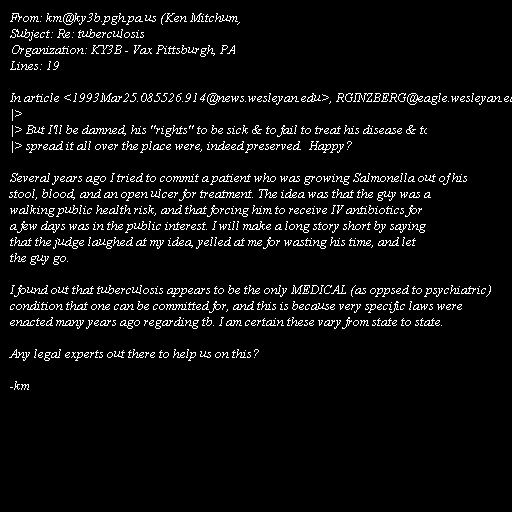 From: km@ky3b.pgh.pa.us (Ken Mitchum,
Subject: Re: tuberculosis
Organization: KY3B - Vax Pittsburgh, PA
Lines: 19
In article <1993Mar25.085526.914@news.wesleyan.edu>, RGINZBERG@eagle.wesleyan.ed
|>
|> But I'll be damned, his "rights" to be sick & to fail to treat his disease & to
|> spread it all over the place were, indeed preserved.  Happy?
Several years ago I tried to commit a patient who was growing Salmonella out of his
stool, blood, and an open ulcer for treatment. The idea was that the guy was a
walking public health risk, and that forcing him to receive IV antibiotics for
a few days was in the public interest. I will make a long story short by saying
that the judge laughed at my idea, yelled at me for wasting his time, and let
the guy go.
I found out that tuberculosis appears to be the only MEDICAL (as oppsed to psychiatric)
condition that one can be committed for, and this is because very specific laws were
enacted many years ago regarding tb. I am certain these vary from state to state.
Any legal experts out there to help us on this?
-km